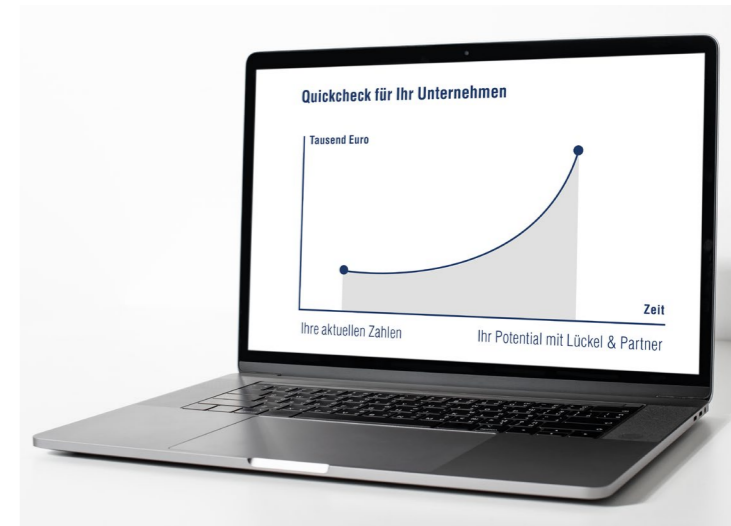 Quickcheck für Ihr Unternehmen
Tausend Euro
Zeit
Ihre aktuellen Zahlen
Ihr Potential mit Lückel & Partner